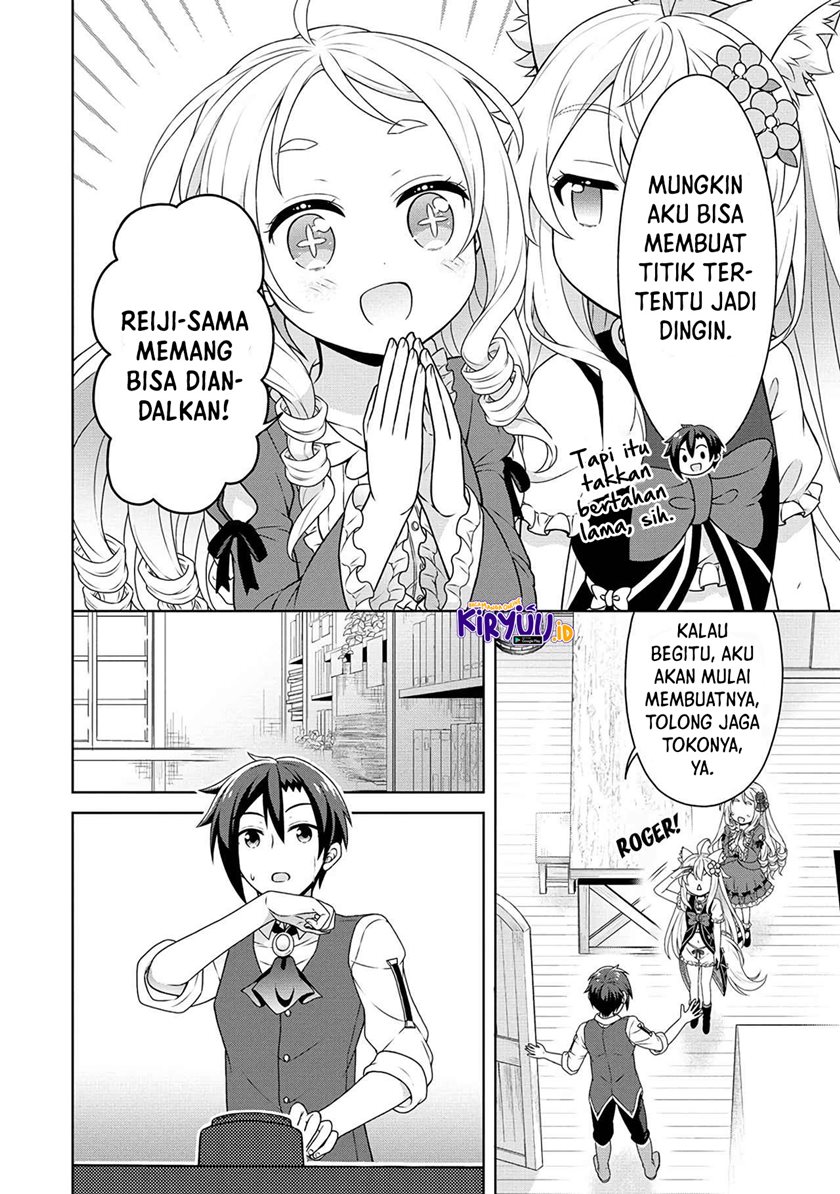 MUNGKIN
AKU BISA
MEMBUAT
TITIK TER-
TENTU JADI
DINGIN.
Tapi itu
takkan
bertahan
lama, sih.
REIJI-SAMA
MEMANG
BISA DIAN-
DALKAN!
KIRYUU.ID
KALAU
BEGITU, AKU
AKAN MULAI
MEMBUATNYA,
TOLONG JAGA
TOKONYA,
YA.
ROGER!